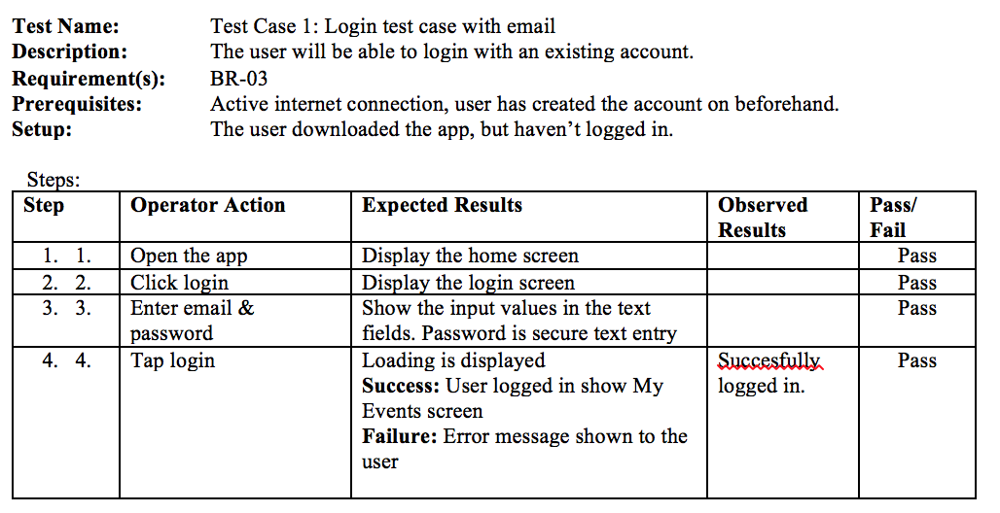 Test Name: Test Case 1: Login test case with email
Description: The user will be able to login with an existing account.
Requirement(s): BR-03
Prerequisites: Active internet connection, user has created the account on beforehand.
Setup: The user downloaded the app, but haven’t logged in.
Steps:
Step Operator Action Expected Results Observed Pass/
Results Fail
1. 1. Open the app Display the home screen Pass
2. 2. Click login Display the login screen Pass
3. 3. Enter email & Show the input values in the text Pass
password fields. Password is secure text entry
4. 4. Tap login Loading is displayed Succesfully Pass
Success: User logged in show My logged in.
Events screen
Failure: Error message shown to the
user